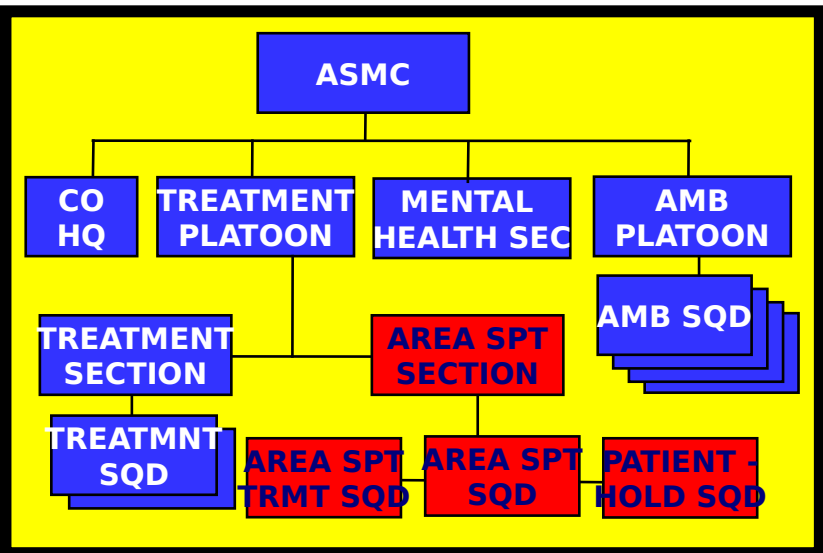 ASMC
CO
HQ
TREATMENT
PLATOON
MENTAL
HEALTH SEC
AMB
PLATOON
AMB SQD
TREATMENT
SECTION
AREA SPT
SECTION
TREATMNT
SQD
AREA SPT
TRMT SQD
AREA SPT
SQD
PATIENT -
HOLD SQD